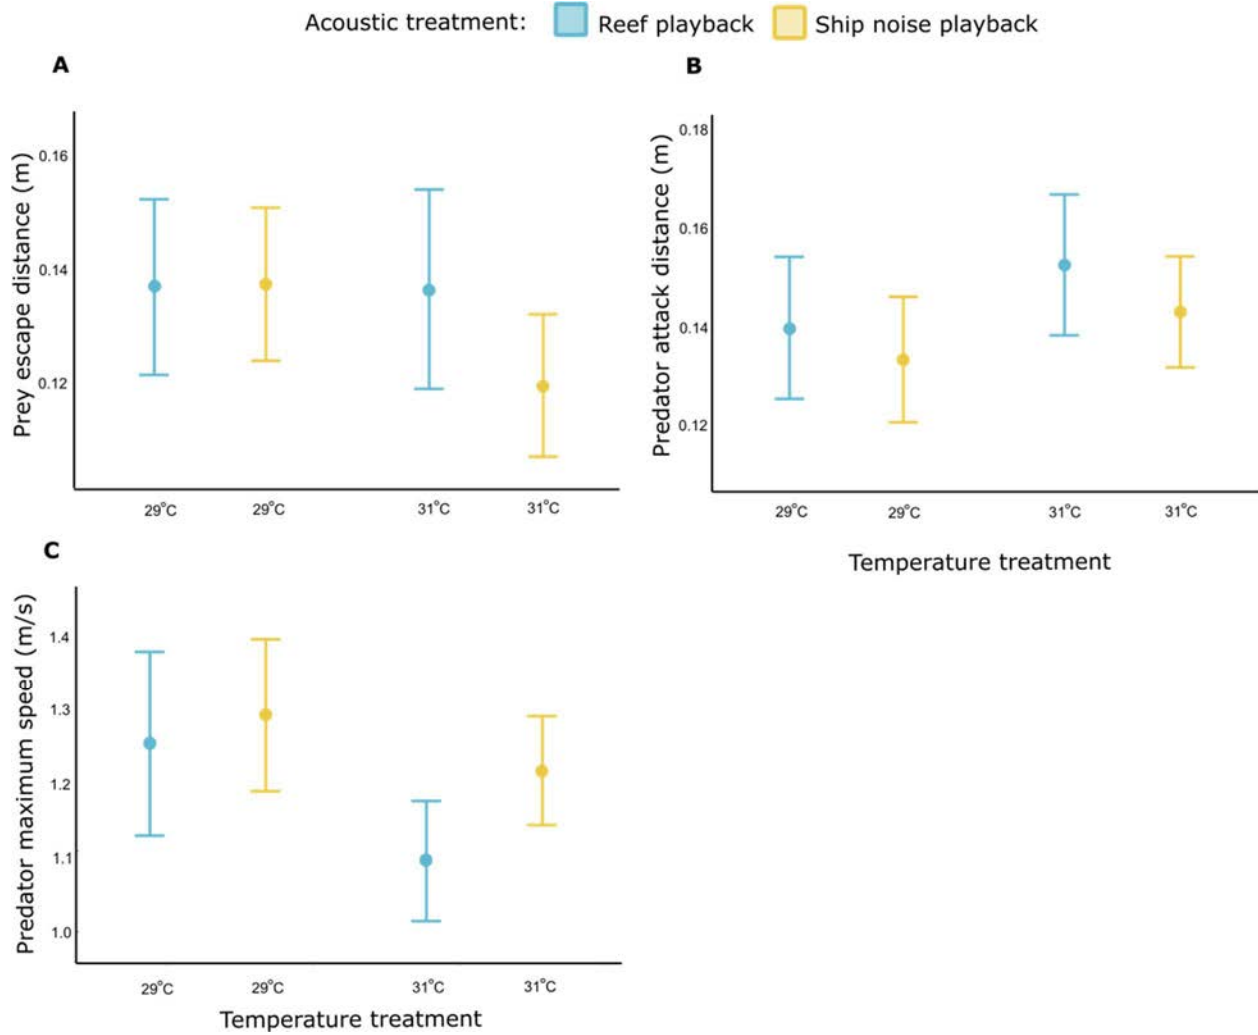 Acoustic treatment: Reef playback Ship noise playback
A
Prey escape distance (m)
0.16
0.14
0.12
29°C 29°C 31°C 31°C
B
Predator attack distance (m)
0.18
0.16
0.14
0.12
29°C 29°C 31°C 31°C
Temperature treatment
C
Predator maximum speed (m/s)
1.4
1.3
1.2
1.1
1.0
29°C 29°C 31°C 31°C
Temperature treatment